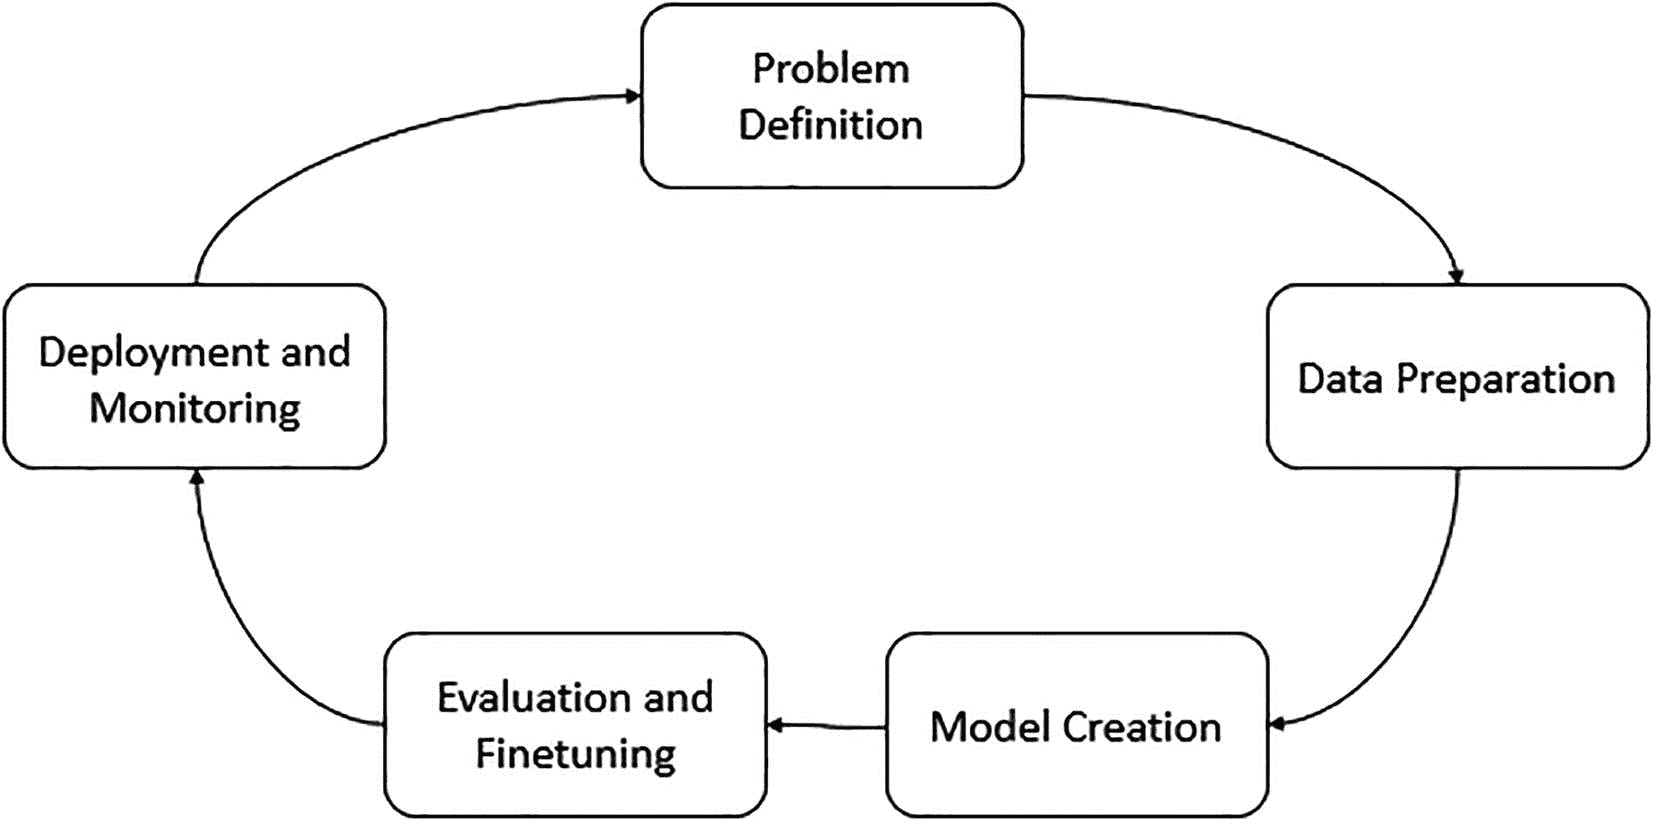 Problem
Definition
Data Preparation
Model Creation
Evaluation and
Finetuning
Deployment and
Monitoring